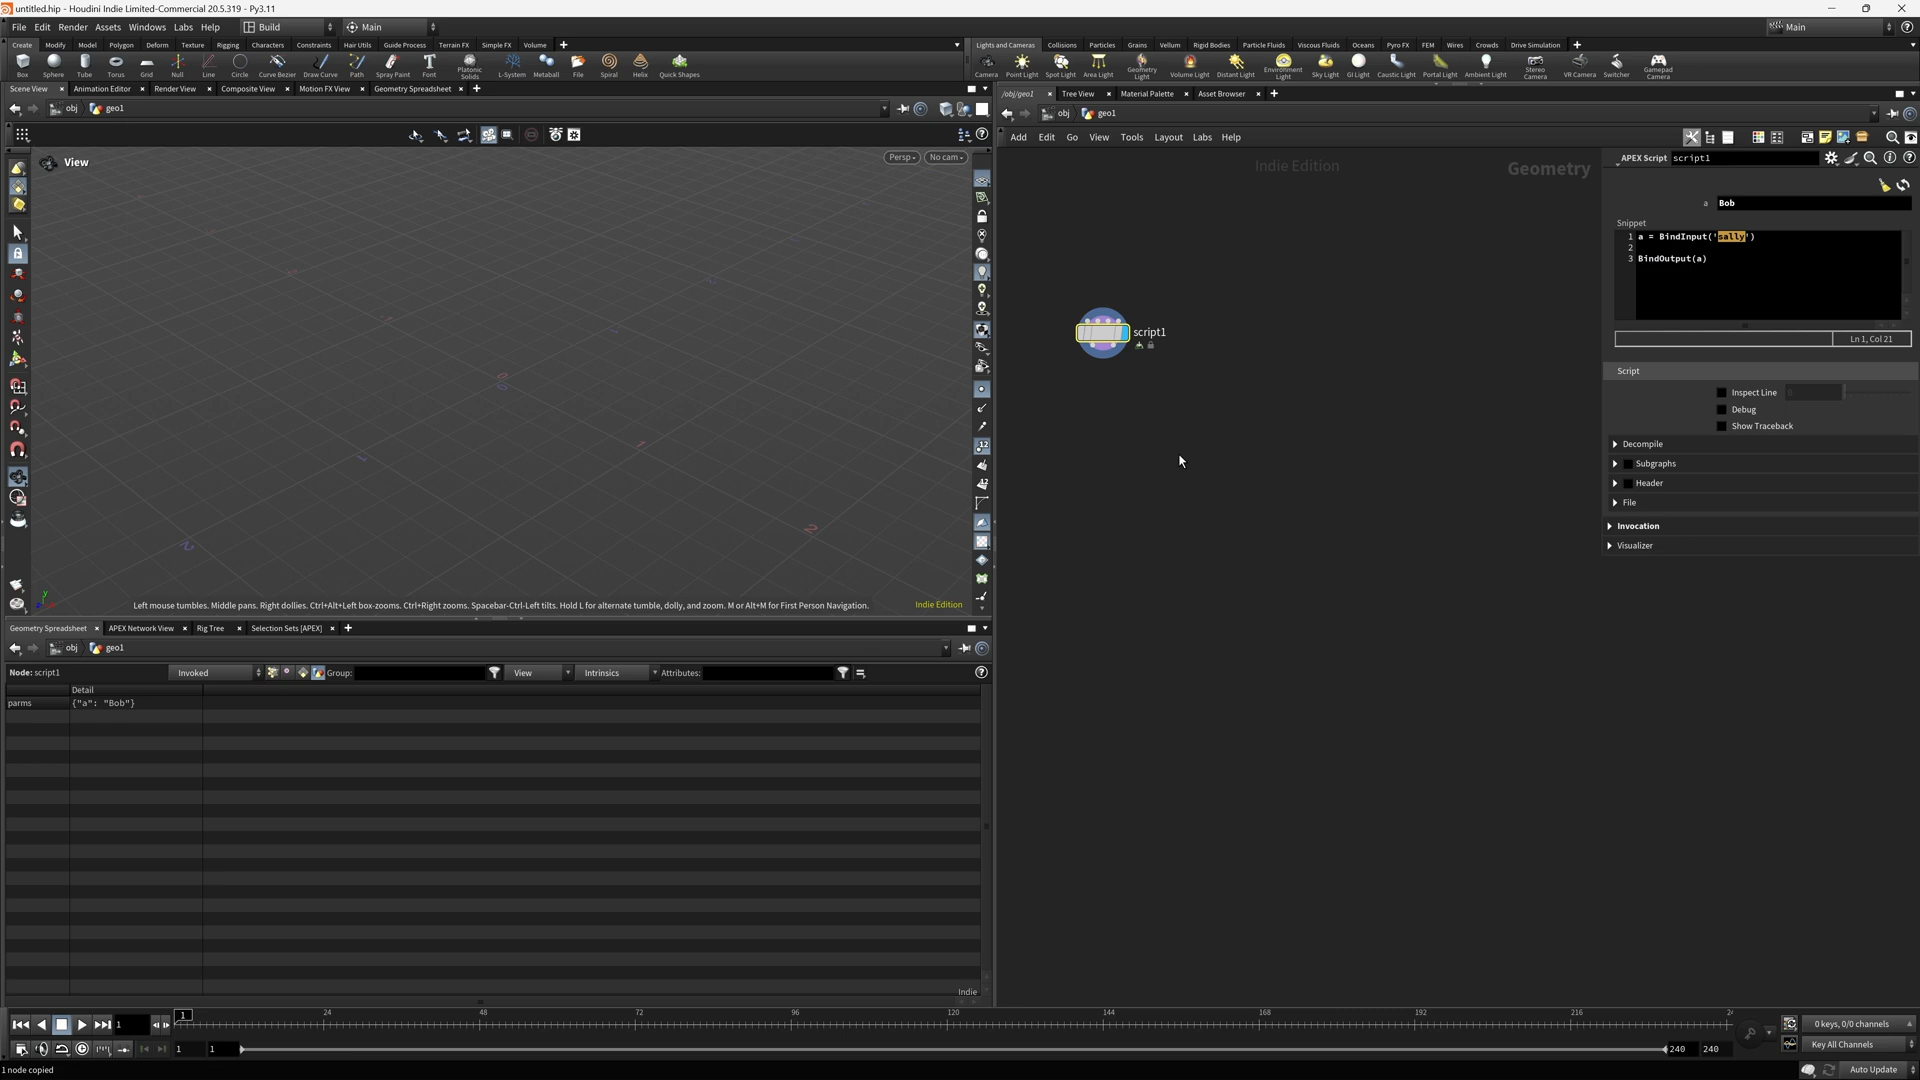 untitled.hip - Houdini Indie Limited-Commercial 20.5.319 - Py3.11
File Edit Render Assets Windows Labs Help Build Main Main
Create Modify Model Polygon Deform Texture Rigging Characters Constraints Hair Utils Guide Process Terrain FX Simple FX Volume
Lights and Cameras Collisions Particles Grains Vellum Rigid Bodies Particle Fluids Viscous Fluids Oceans Pyro FX FEM Wires Crowds Drive Simulation
Box Sphere Tube Torus Grid Null Line Circle Curve Bezier Draw Curve Path Spray Paint Font Platonic Solids L-System Metaball File Spiral Helix Quick Shapes
Camera Point Light Spot Light Area Light Geometry Light Volume Light Distant Light Environment Light Sky Light GI Light Caustic Light Portal Light Ambient Light Stereo Camera VR Camera Switcher Gamepad Camera
Scene View Animation Editor Render View Composite View Motion FX View Geometry Spreadsheet
obj geo1
View
Persp No cam
0
0
1
2
2
12
12
Left mouse tumbles. Middle pans. Right dollies. Ctrl+Alt+Left box-zooms. Ctrl+Right zooms. Spacebar-Ctrl-Left tilts. Hold L for alternate tumble, dolly, and zoom. M or Alt+M for First Person Navigation.
Indie Edition
/obj/geo1 Tree View Material Palette Asset Browser
obj geo1
Add Edit Go View Tools Layout Labs Help
Indie Edition
Geometry
script1
APEX Script script1
a Bob
Snippet
1 a = BindInput('sally')
2
3 BindOutput(a)
Ln 1, Col 21
Script
Inspect Line
Debug
Show Traceback
Decompile
Subgraphs
Header
File
Invocation
Visualizer
Geometry Spreadsheet APEX Network View Rig Tree Selection Sets [APEX]
obj geo1
Node: script1 Invoked Group: View Intrinsics Attributes:
Detail
parms {"a": "Bob"}
Indie
1 1 24 48 72 96 120 144 168 192 216
0 keys, 0/0 channels
1 1 240 240
Key All Channels
1 node copied
Auto Update